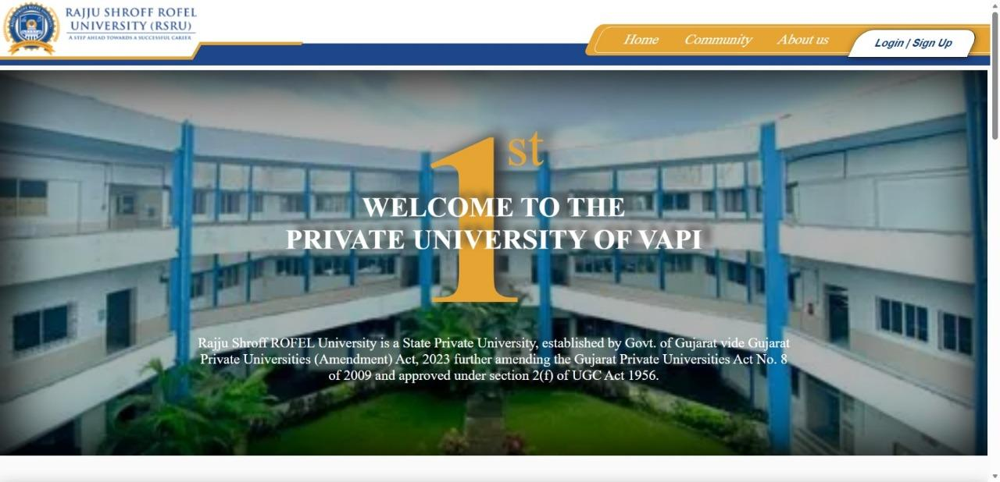 RAJJU SHROFF ROFEL
UNIVERSITY (RSRU)
A STEP AHEAD TOWARDS A SUCCESSFUL CAREER
Home
Community
About us
Login / Sign Up
1st
WELCOME TO THE
PRIVATE UNIVERSITY OF VAPI
Rajju Shroff ROFEL University is a State Private University, established by Govt. of Gujarat vide Gujarat
Private Universities (Amendment) Act, 2023 further amending the Gujarat Private Universities Act No. 8
of 2009 and approved under section 2(f) of UGC Act 1956.